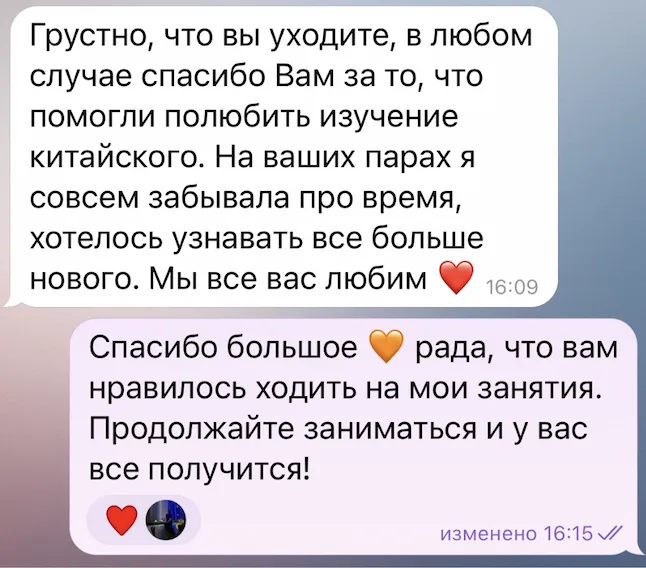 Грустно, что вы уходите, в любом
случае спасибо Вам за то, что
помогли полюбить изучение
китайского. На ваших парах я
совсем забывала про время,
хотелось узнавать все больше
нового. Мы все вас любим ❤️ 16:09
Спасибо большое 🧡 рада, что вам
нравилось ходить на мои занятия.
Продолжайте заниматься и у вас
все получится!
изменено 16:15